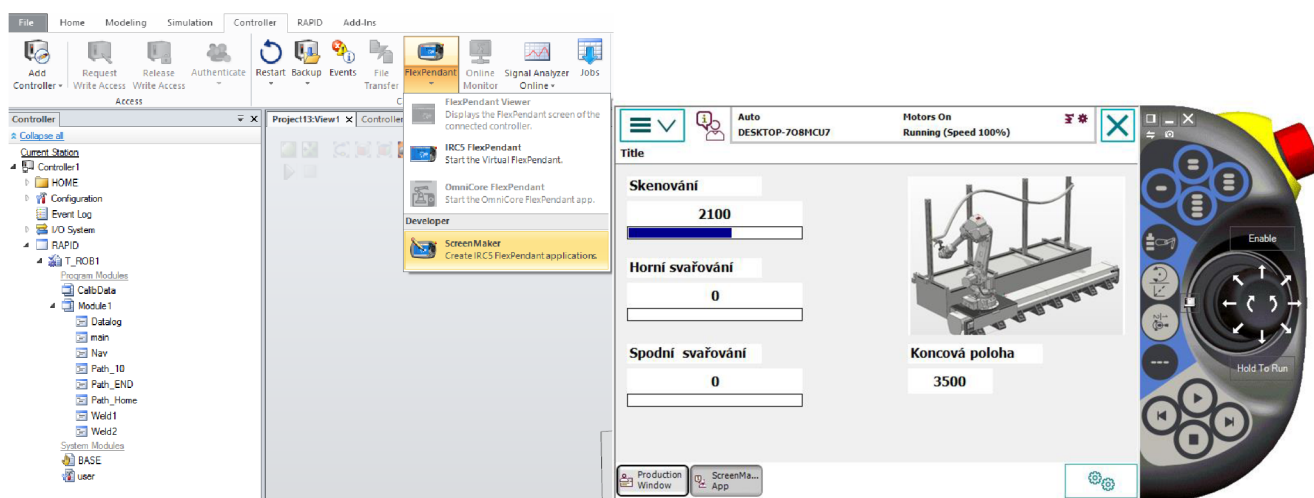 File Home Modeling Simulation Controller RAPID Add-Ins
Add Controller
Request Write Access
Release Write Access
Authenticate
Restart
Backup
Events
File Transfer
FlexPendant
Online Monitor
Signal Analyzer Online
Jobs
Access
C
FlexPendant Viewer
Displays the FlexPendant screen of the
connected controller.
IRC5 FlexPendant
Start the Virtual FlexPendant.
OmniCore FlexPendant
Start the OmniCore FlexPendant app.
Developer
ScreenMaker
Create IRC5 FlexPendant applications.
Controller
Project13:View1 X Controller
Collapse all
Current Station
Controller1
HOME
Configuration
Event Log
I/O System
RAPID
T_ROB1
Program Modules
CalibData
Module1
Datalog
main
Nav
Path_10
Path_END
Path_Home
Weld1
Weld2
System Modules
BASE
user
Auto
DESKTOP-7O8MCU7
Motors On
Running (Speed 100%)
Title
Skenování
2100
Horní svařování
0
Spodní svařování
0
Koncová poloha
3500
Production
Window
ScreenMa...
App
Enable
Hold To Run